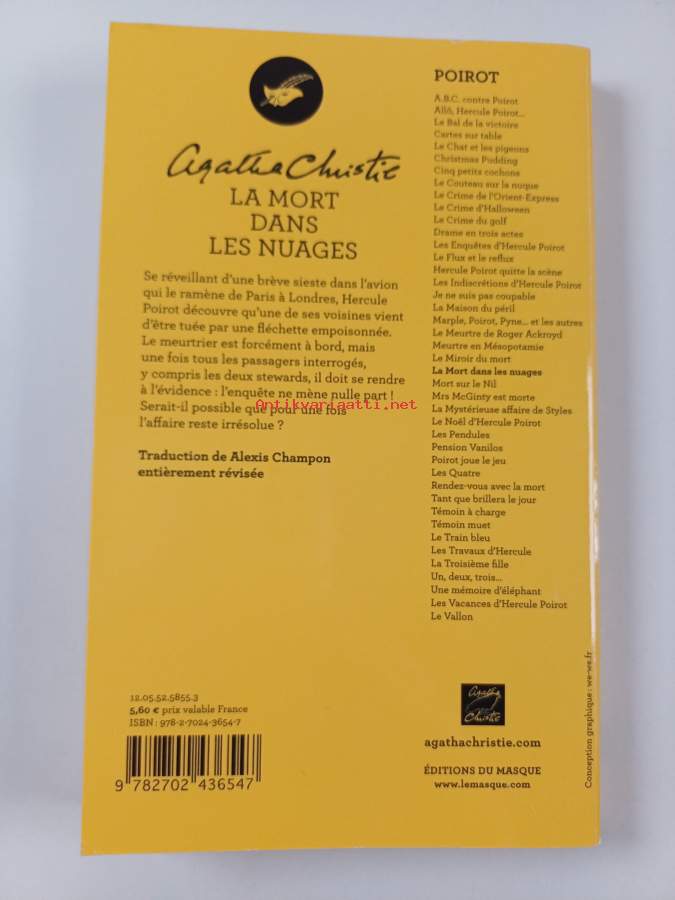 Agatha Christie
LA MORT
DANS
LES NUAGES
Se réveillant d'une brève sieste dans l'avion
qui le ramène de Paris à Londres, Hercule
Poirot découvre qu'une de ses voisines vient
d'être tuée par une fléchette empoisonnée.
Le meurtrier est forcément à bord, mais
une fois tous les passagers interrogés,
y compris les deux stewards, il doit se rendre
à l'évidence : l'enquête ne mène nulle part !
Serait-il possible que pour une fois
l'affaire reste irrésolue ?
Antikvariaatti.net
Traduction de Alexis Champon
entièrement révisée
POIROT
A.B.C. contre Poirot
Allô, Hercule Poirot...
Le Bal de la victoire
Cartes sur table
Le Chat et les pigeons
Christmas Pudding
Cinq petits cochons
Le Couteau sur la nuque
Le Crime de l'Orient-Express
Le Crime d'Halloween
Le Crime du golf
Drame en trois actes
Les Enquêtes d'Hercule Poirot
Le Flux et le reflux
Hercule Poirot quitte la scène
Les Indiscrétions d'Hercule Poirot
Je ne suis pas coupable
La Maison du péril
Marple, Poirot, Pyne... et les autres
Le Meurtre de Roger Ackroyd
Meurtre en Mésopotamie
Le Miroir du mort
La Mort dans les nuages
Mort sur le Nil
Mrs McGinty est morte
La Mystérieuse affaire de Styles
Le Noël d'Hercule Poirot
Les Pendules
Pension Vanilos
Poirot joue le jeu
Les Quatre
Rendez-vous avec la mort
Tant que brillera le jour
Témoin à charge
Témoin muet
Le Train bleu
Les Travaux d'Hercule
La Troisième fille
Un, deux, trois...
Une mémoire d'éléphant
Les Vacances d'Hercule Poirot
Le Vallon
12.05.52.5855.3
5,60 € prix valable France
ISBN : 978-2-7024-3654-7
9 782702 436547
Agatha
Christie
agathachristie.com
ÉDITIONS DU MASQUE
www.lemasque.com
Conception graphique : we-we.fr